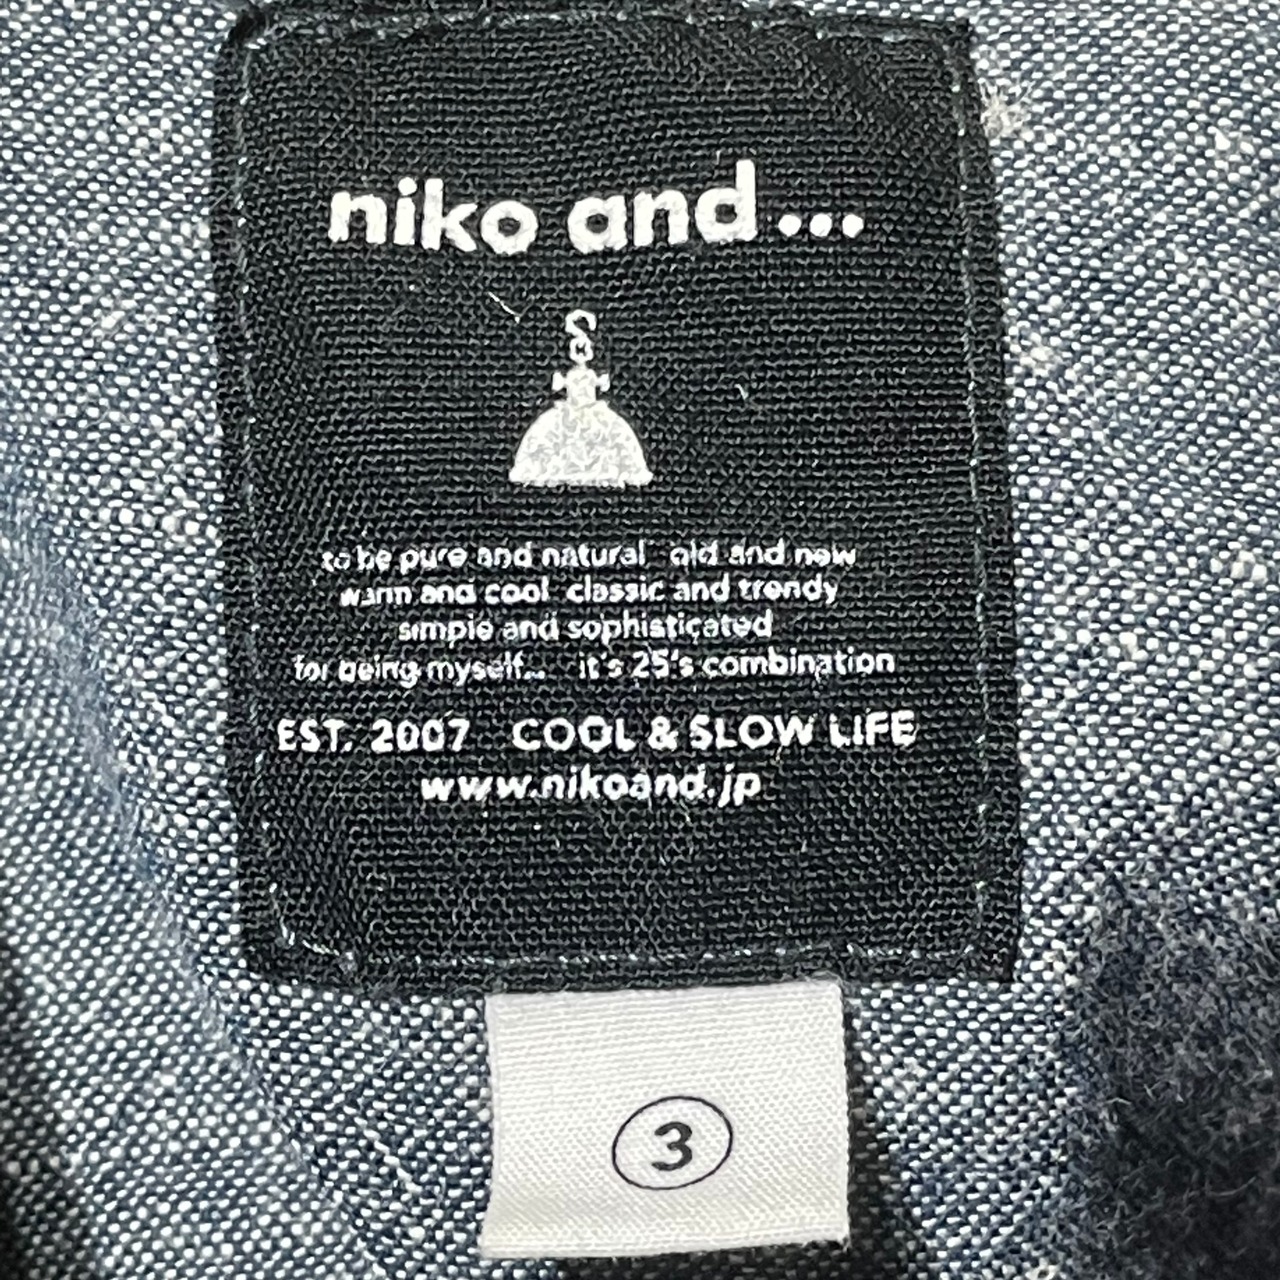 niko and...
to be pure and natural old and new
warm and cool classic and trendy
simple and sophisticated
for being myself... it's 25's combination
EST. 2007 COOL & SLOW LIFE
www.nikoand.jp
3